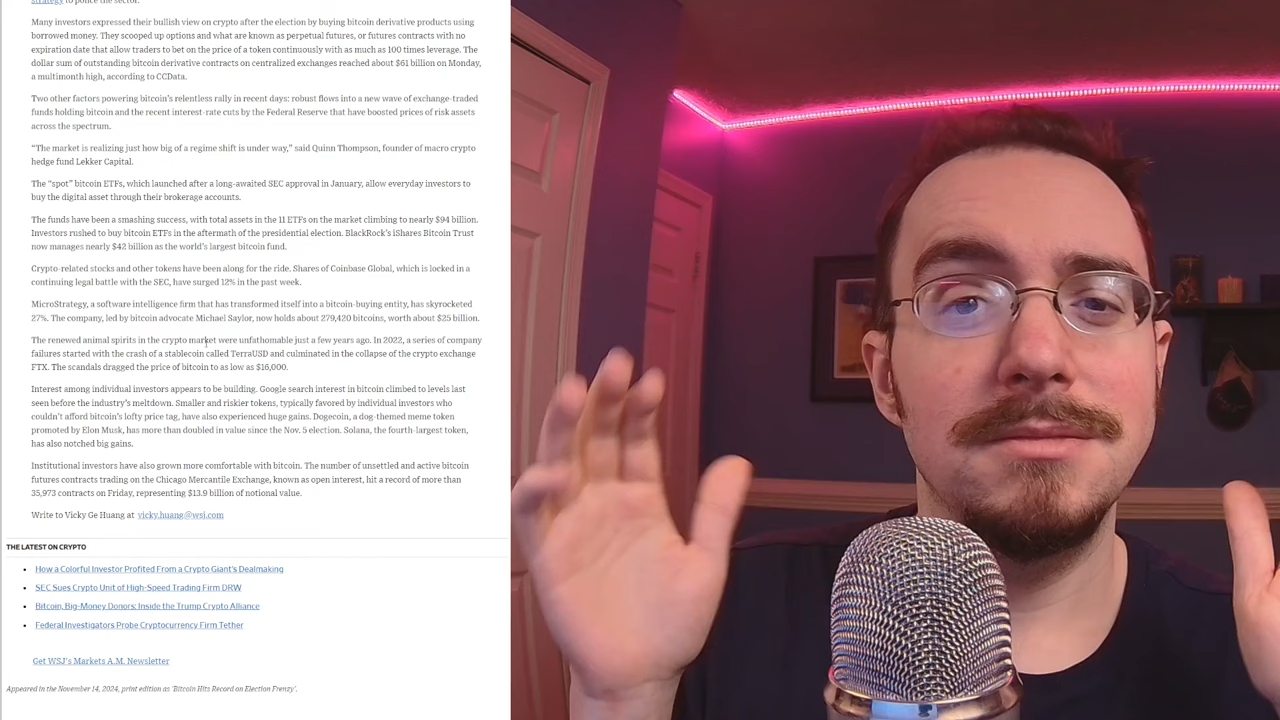 strategy to police the sector.
Many investors expressed their bullish view on crypto after the election by buying bitcoin derivative products using
borrowed money. They scooped up options and what are known as perpetual futures, or futures contracts with no
expiration date that allow traders to bet on the price of a token continuously with as much as 100 times leverage. The
dollar sum of outstanding bitcoin derivative contracts on centralized exchanges reached about $61 billion on Monday,
a multimonth high, according to CCData.
Two other factors powering bitcoin's relentless rally in recent days: robust flows into a new wave of exchange-traded
funds holding bitcoin and the recent interest-rate cuts by the Federal Reserve that have boosted prices of risk assets
across the spectrum.
“The market is realizing just how big of a regime shift is under way,” said Quinn Thompson, founder of macro crypto
hedge fund Lekker Capital.
The “spot” bitcoin ETFs, which launched after a long-awaited SEC approval in January, allow everyday investors to
buy the digital asset through their brokerage accounts.
The funds have been a smashing success, with total assets in the 11 ETFs on the market climbing to nearly $94 billion.
Investors rushed to buy bitcoin ETFs in the aftermath of the presidential election. BlackRock's iShares Bitcoin Trust
now manages nearly $42 billion as the world's largest bitcoin fund.
Crypto-related stocks and other tokens have been along for the ride. Shares of Coinbase Global, which is locked in a
continuing legal battle with the SEC, have surged 12% in the past week.
MicroStrategy, a software intelligence firm that has transformed itself into a bitcoin-buying entity, has skyrocketed
27%. The company, led by bitcoin advocate Michael Saylor, now holds about 279,420 bitcoins, worth about $25 billion.
The renewed animal spirits in the crypto market were unfathomable just a few years ago. In 2022, a series of company
failures started with the crash of a stablecoin called TerraUSD and culminated in the collapse of the crypto exchange
FTX. The scandals dragged the price of bitcoin to as low as $16,000.
Interest among individual investors appears to be building. Google search interest in bitcoin climbed to levels last
seen before the industry's meltdown. Smaller and riskier tokens, typically favored by individual investors who
couldn't afford bitcoin's lofty price tag, have also experienced huge gains. Dogecoin, a dog-themed meme token
promoted by Elon Musk, has more than doubled in value since the Nov. 5 election. Solana, the fourth-largest token,
has also notched big gains.
Institutional investors have also grown more comfortable with bitcoin. The number of unsettled and active bitcoin
futures contracts trading on the Chicago Mercantile Exchange, known as open interest, hit a record of more than
35,973 contracts on Friday, representing $13.9 billion of notional value.
Write to Vicky Ge Huang at vicky.huang@wsj.com
THE LATEST ON CRYPTO
• How a Colorful Investor Profited From a Crypto Giant's Dealmaking
• SEC Sues Crypto Unit of High-Speed Trading Firm DRW
• Bitcoin, Big-Money Donors: Inside the Trump Crypto Alliance
• Federal Investigators Probe Cryptocurrency Firm Tether
Get WSJ's Markets A.M. Newsletter
Appeared in the November 14, 2024, print edition as 'Bitcoin Hits Record on Election Frenzy'.